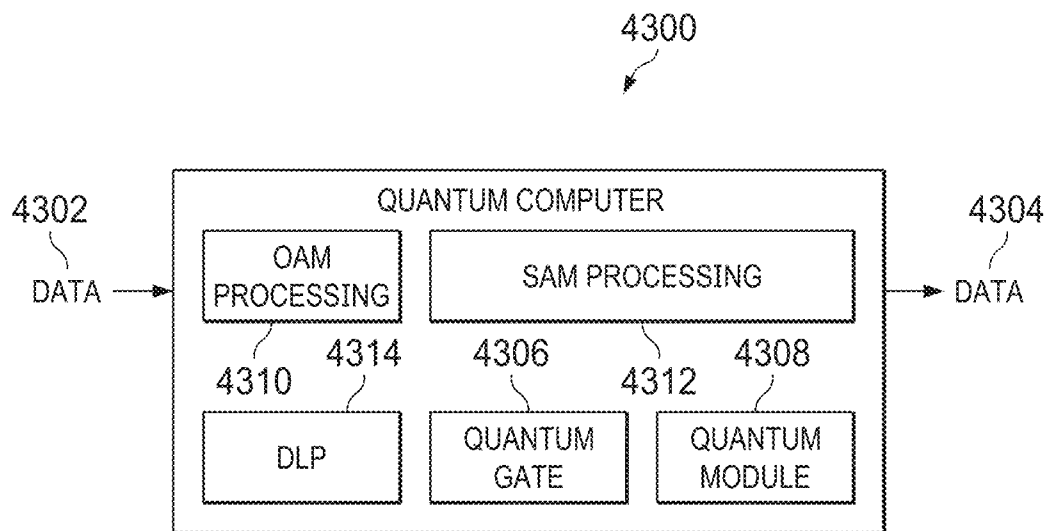 4300
4302
DATA
QUANTUM COMPUTER
OAM
PROCESSING
SAM PROCESSING
4304
DATA
4310
4314
4306
4312
4308
DLP
QUANTUM
GATE
QUANTUM
MODULE